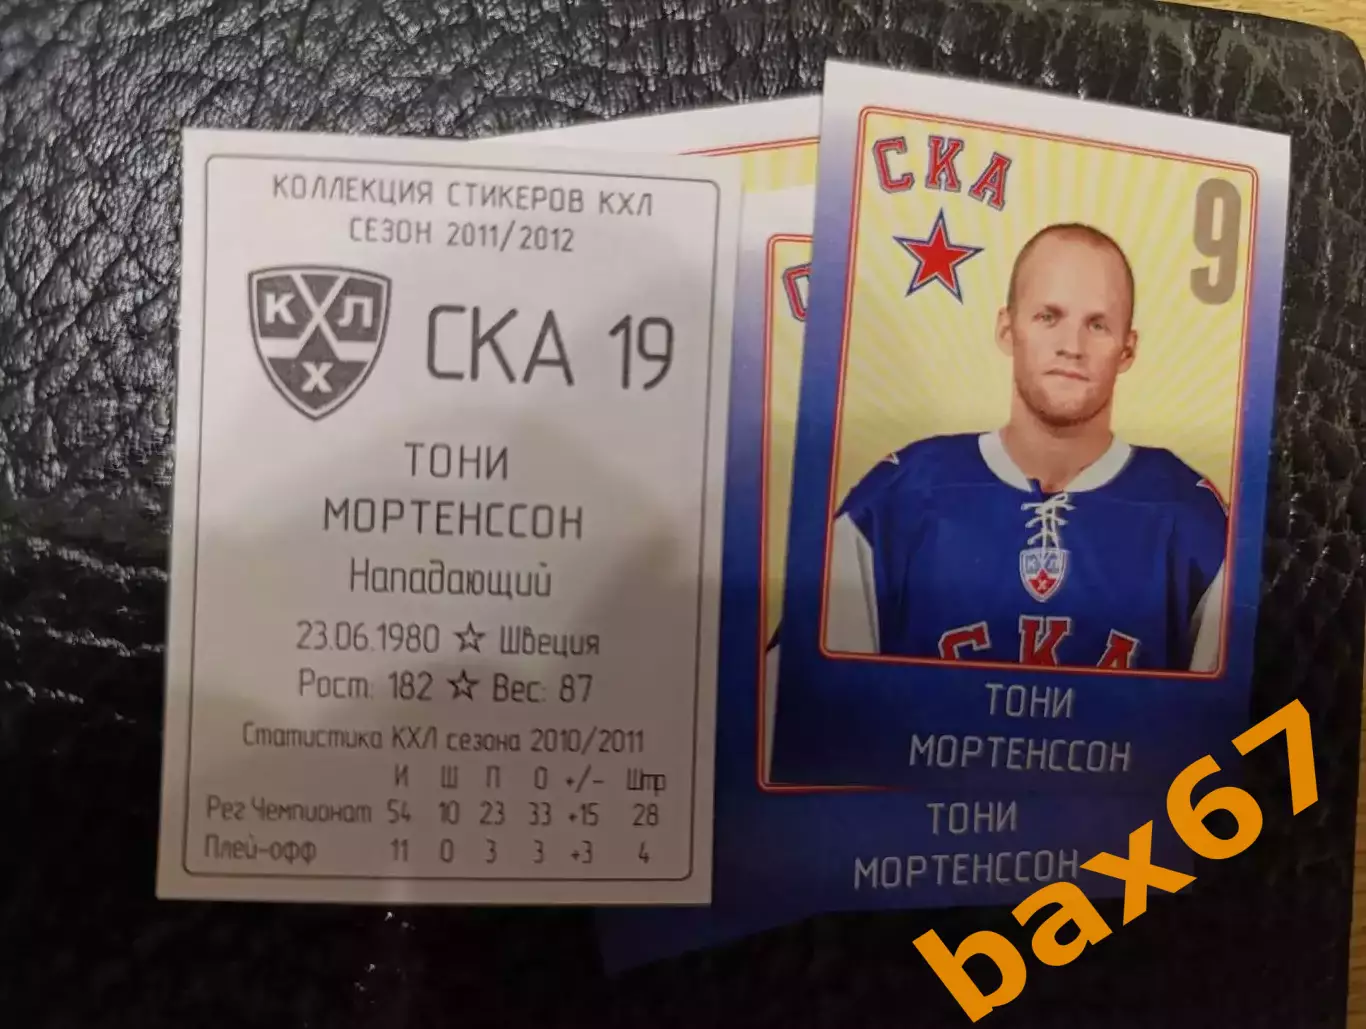 КОЛЛЕКЦИЯ СТИКЕРОВ КХЛ
СЕЗОН 2011/2012
КХЛ
Х
СКА 19
ТОНИ
МОРТЕНССОН
Нападающий
23.06.1980 ☆ Швеция
Рост: 182 ☆ Вес: 87
Статистика КХЛ сезона 2010/2011
И Ш П О +/- Штр
Рег Чемпионат 54 10 23 33 +15 28
Плей-офф 11 0 3 3 +3 4
СКА
9
КХЛ
Х
СКА
ТОНИ
МОРТЕНССОН
С
ТОНИ
МОРТЕНССОН
bax67